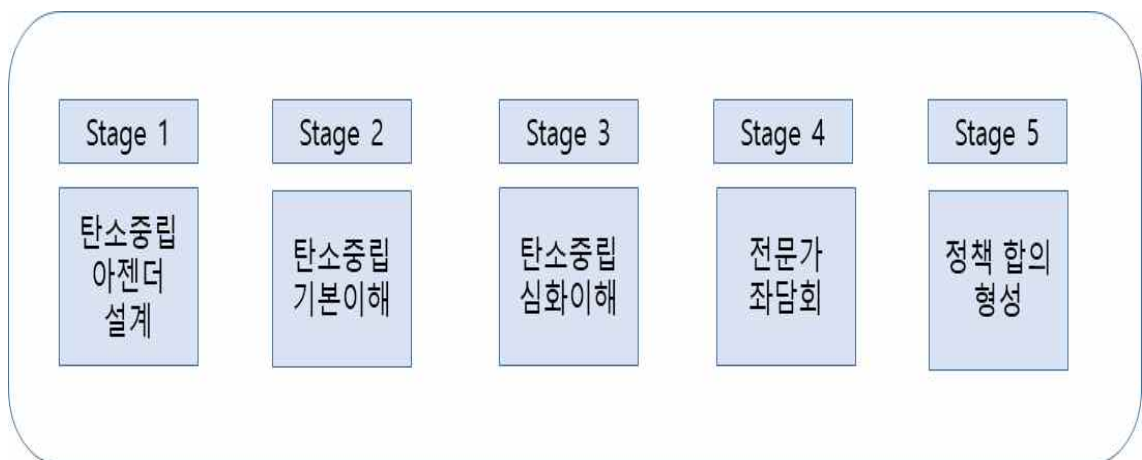 Stage 1
탄소중립
아젠더
설계
Stage 2
탄소중립
기본이해
Stage 3
탄소중립
심화이해
Stage 4
전문가
좌담회
Stage 5
정책 합의
형성